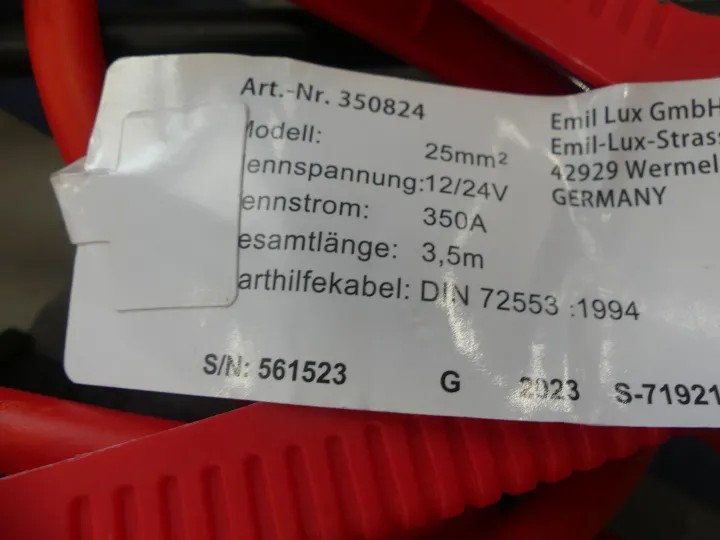 Art.-Nr. 350824
Modell:
25mm²
ennspannung:12/24V
ennstrom: 350A
esamtlänge: 3,5m
arthilfekabel: DIN 72553 :1994
S/N: 561523 G 2023 S-71921
Emil Lux GmbH
Emil-Lux-Strass
42929 Wermel
GERMANY